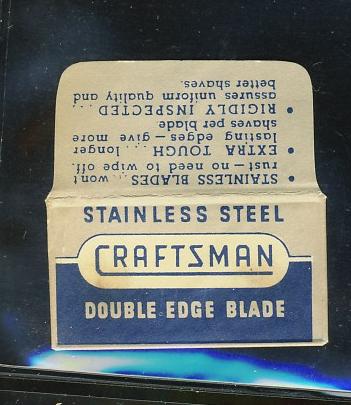 • STAINLESS BLADES . . . wont
rust — no need to wipe off.
• EXTRA TOUGH . . . longer
lasting edges — give more
shaves per blade
• RIGIDLY INSPECTED . . .
assures uniform quality and
better shaves.
STAINLESS STEEL
CRAFTSMAN
DOUBLE EDGE BLADE